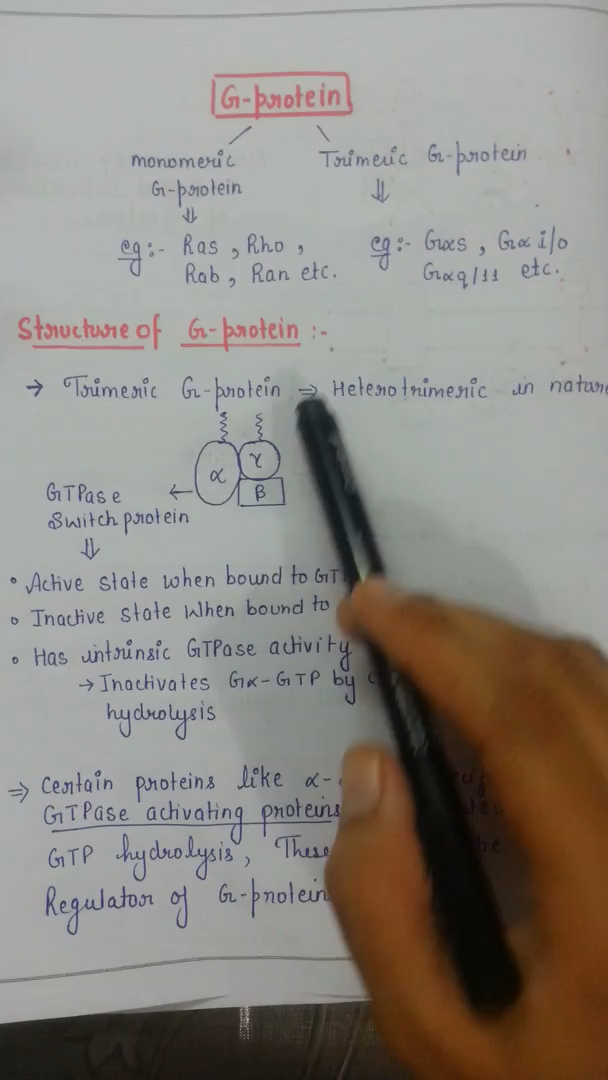 G-protein
monomeric
G-protein
Trimeric G-protein
eg:- Ras, Rho,
Rab, Ran etc.
eg:- Gαs, Gα i/o
Gαq/11 etc.
Structure of G-protein :-
→ Trimeric G-protein ⇒ Heterotrimeric in
α γ
β
GTPase ←
Switch protein
• Active state when bound to
• Inactive state when bound to
• Has intrinsic GTPase activity
→ Inactivates Gα-GTP by
hydrolysis
⇒ Certain proteins like α-
GTPase activating proteins
GTP hydrolysis, These
Regulator of G-protein